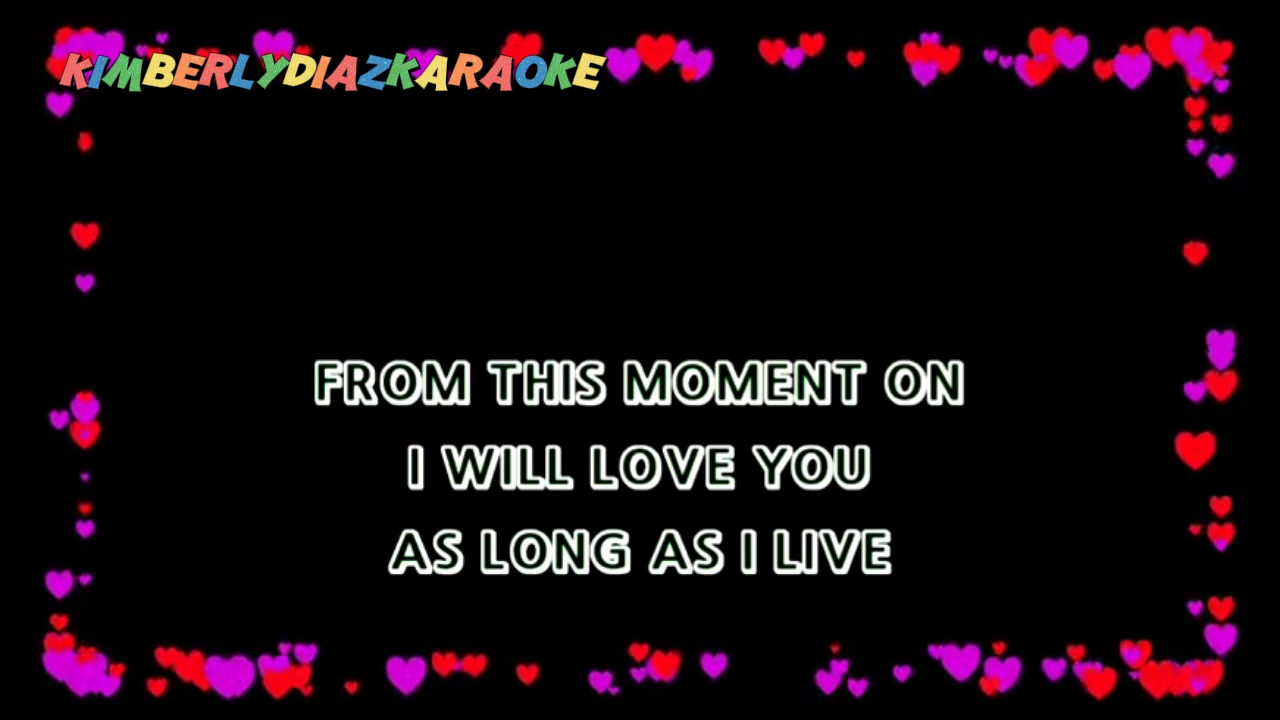 KIMBERLYDIAZKARAOKE
FROM THIS MOMENT ON
I WILL LOVE YOU
AS LONG AS I LIVE